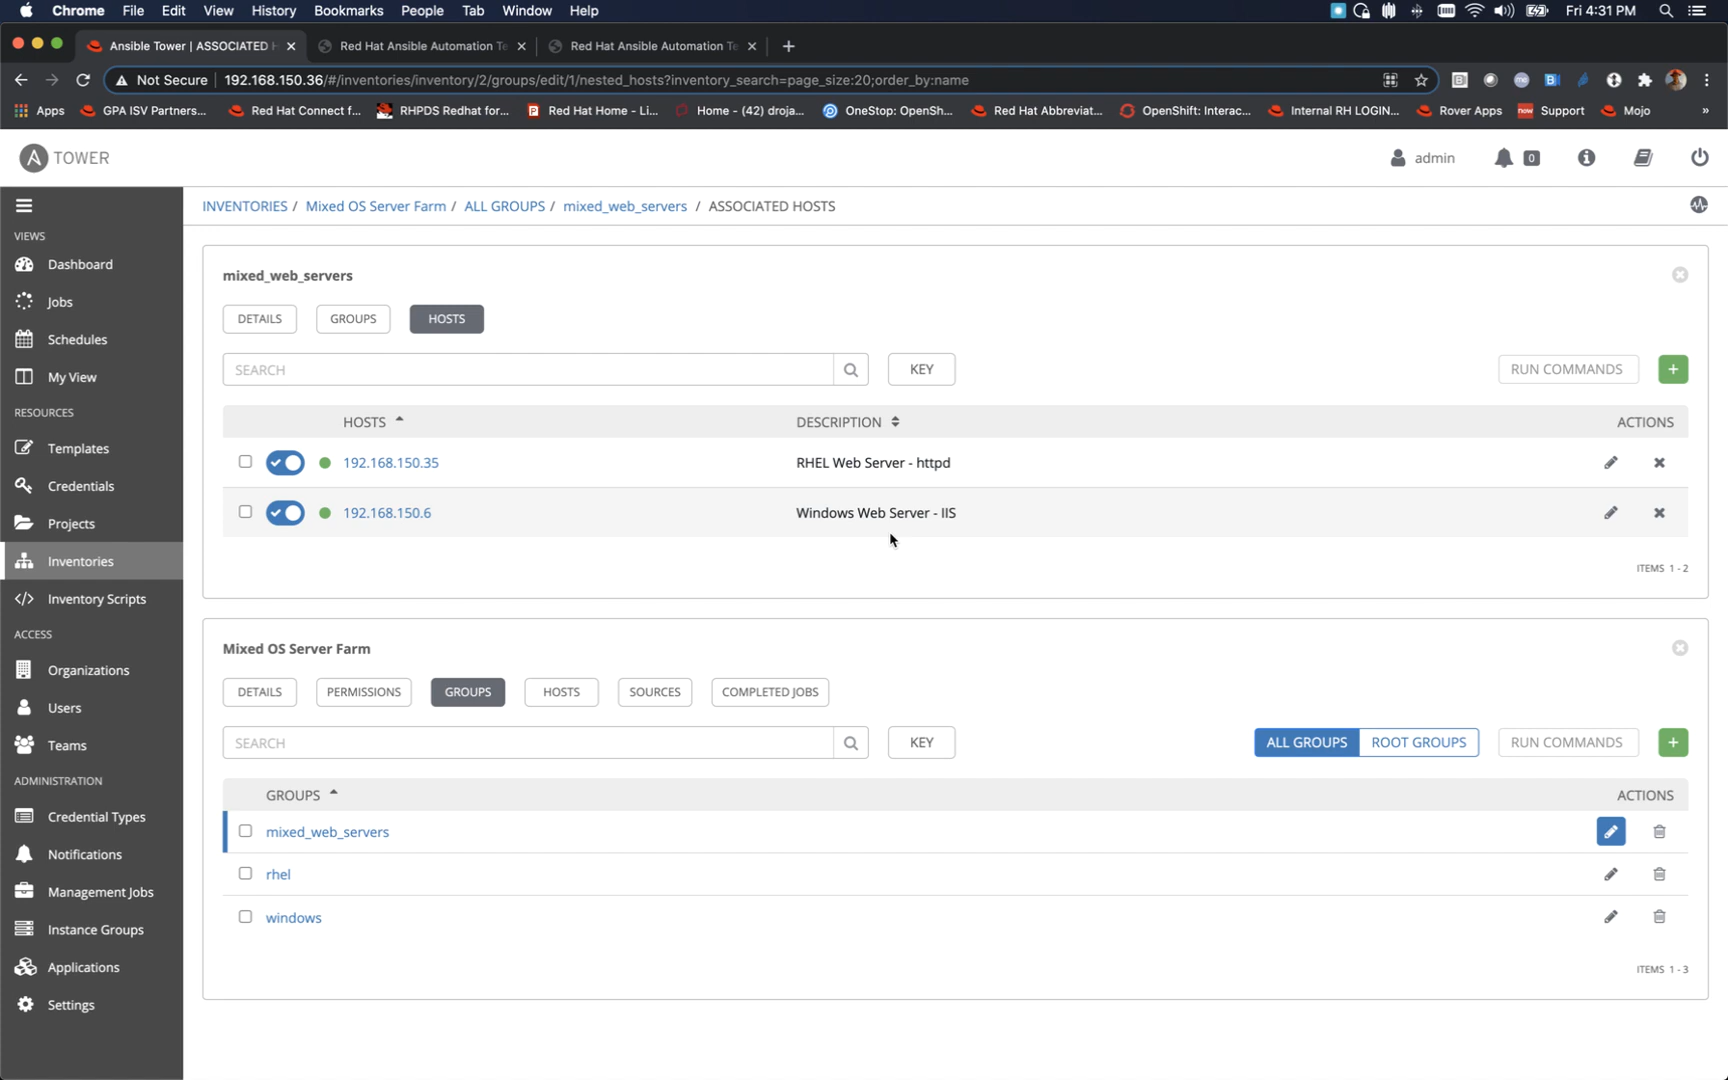 Chrome File Edit View History Bookmarks People Tab Window Help Fri 4:31 PM
Ansible Tower | ASSOCIATED H Red Hat Ansible Automation Te Red Hat Ansible Automation Te
Not Secure 192.168.150.36/#/inventories/inventory/2/groups/edit/1/nested_hosts?inventory_search=page_size:20;order_by:name
Apps GPA ISV Partners... Red Hat Connect f... RHPDS Redhat for... Red Hat Home - Li... Home - (42) droja... OneStop: OpenSh... Red Hat Abbreviat... OpenShift: Interac... Internal RH LOGIN... Rover Apps now Support Mojo »
A TOWER admin 0
INVENTORIES / Mixed OS Server Farm / ALL GROUPS / mixed_web_servers / ASSOCIATED HOSTS
VIEWS
Dashboard
Jobs
Schedules
My View
RESOURCES
Templates
Credentials
Projects
Inventories
Inventory Scripts
ACCESS
Organizations
Users
Teams
ADMINISTRATION
Credential Types
Notifications
Management Jobs
Instance Groups
Applications
Settings
mixed_web_servers
DETAILS GROUPS HOSTS
SEARCH KEY RUN COMMANDS +
HOSTS DESCRIPTION ACTIONS
192.168.150.35 RHEL Web Server - httpd
192.168.150.6 Windows Web Server - IIS
ITEMS 1 - 2
Mixed OS Server Farm
DETAILS PERMISSIONS GROUPS HOSTS SOURCES COMPLETED JOBS
SEARCH KEY ALL GROUPS ROOT GROUPS RUN COMMANDS +
GROUPS ACTIONS
mixed_web_servers
rhel
windows
ITEMS 1 - 3